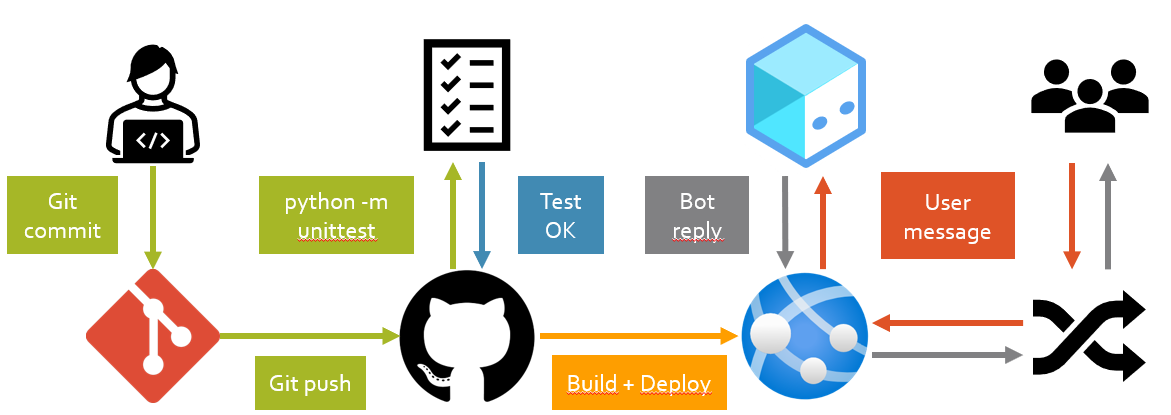 </>
Git
commit
python -m
unittest
Test
OK
Bot
reply
User
message
Git push
Build + Deploy